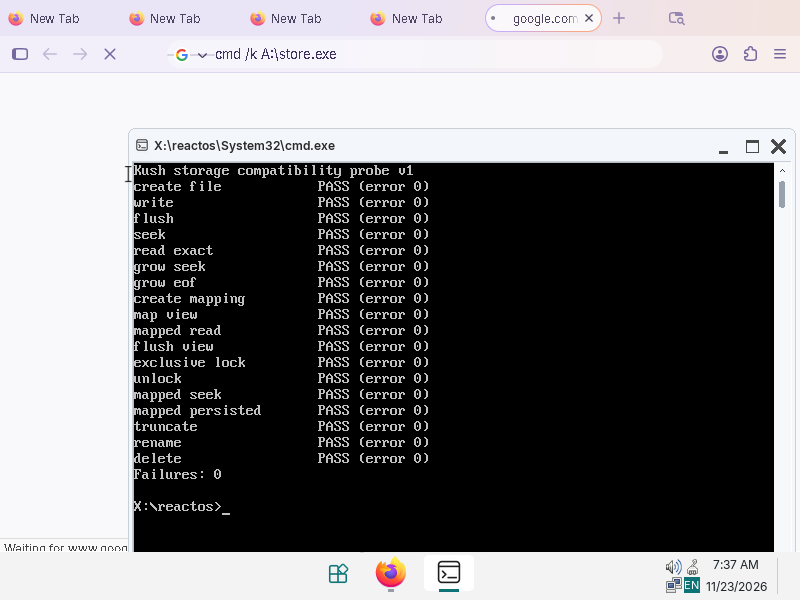 New Tab
New Tab
New Tab
New Tab
google.com
cmd /k A:\store.exe
X:\reactos\System32\cmd.exe
Kush storage compatibility probe v1
create file PASS (error 0)
write PASS (error 0)
flush PASS (error 0)
seek PASS (error 0)
read exact PASS (error 0)
grow seek PASS (error 0)
grow eof PASS (error 0)
create mapping PASS (error 0)
map view PASS (error 0)
mapped read PASS (error 0)
flush view PASS (error 0)
exclusive lock PASS (error 0)
unlock PASS (error 0)
mapped seek PASS (error 0)
mapped persisted PASS (error 0)
truncate PASS (error 0)
rename PASS (error 0)
delete PASS (error 0)
Failures: 0
X:\reactos>_
Waiting for www.goog
7:37 AM
EN
11/23/2026